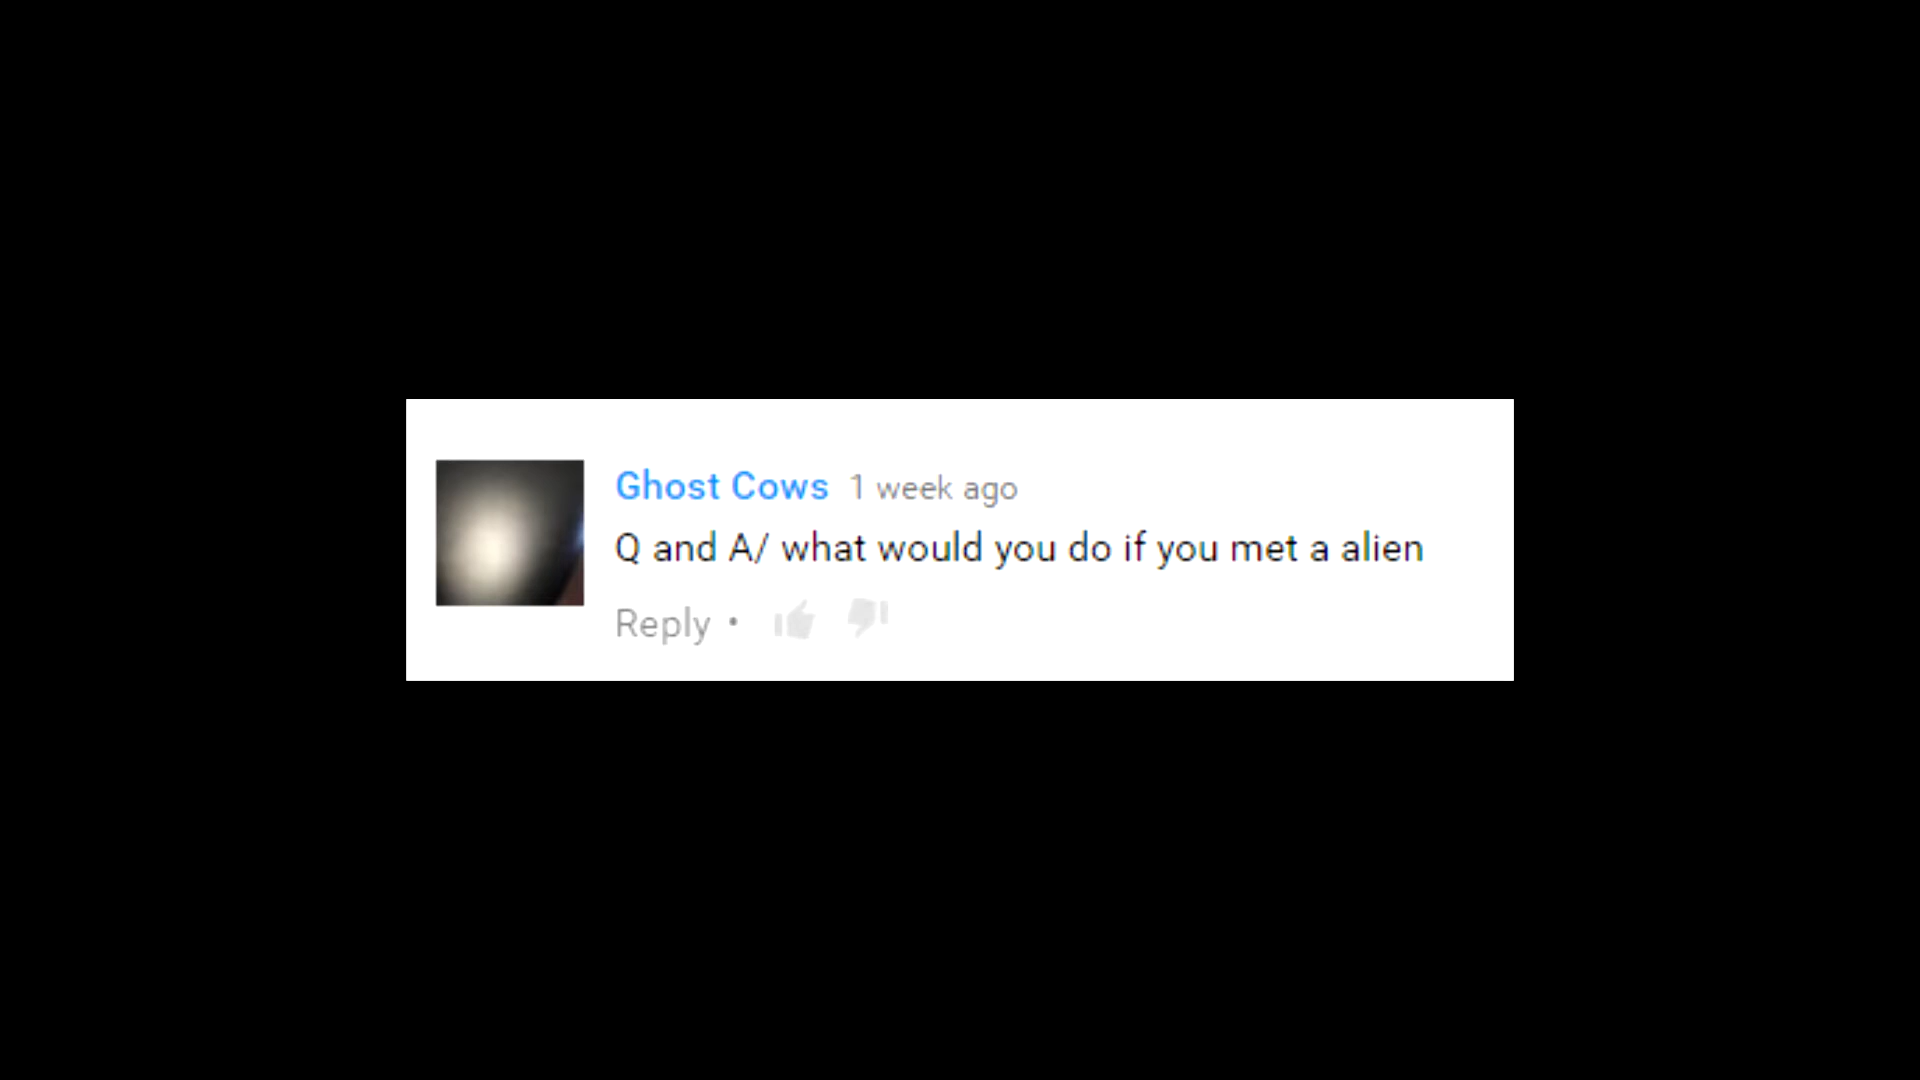 Ghost Cows 1 week ago
Q and A/ what would you do if you met a alien
Reply •